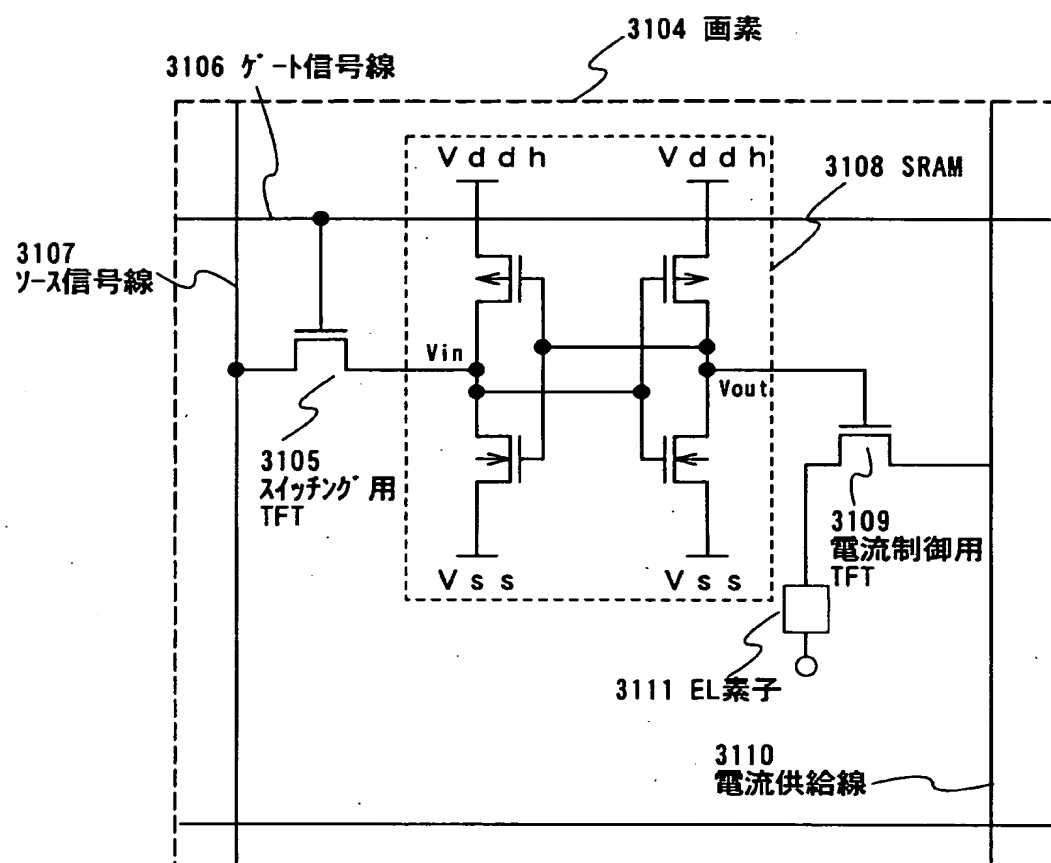 3104 画素
3106 ゲート信号線
Vddh Vddh
3108 SRAM
3107
ソース信号線
Vin
Vout
3105
スイッチング用
TFT
3109
電流制御用
TFT
Vss Vss
3111 EL素子
3110
電流供給線